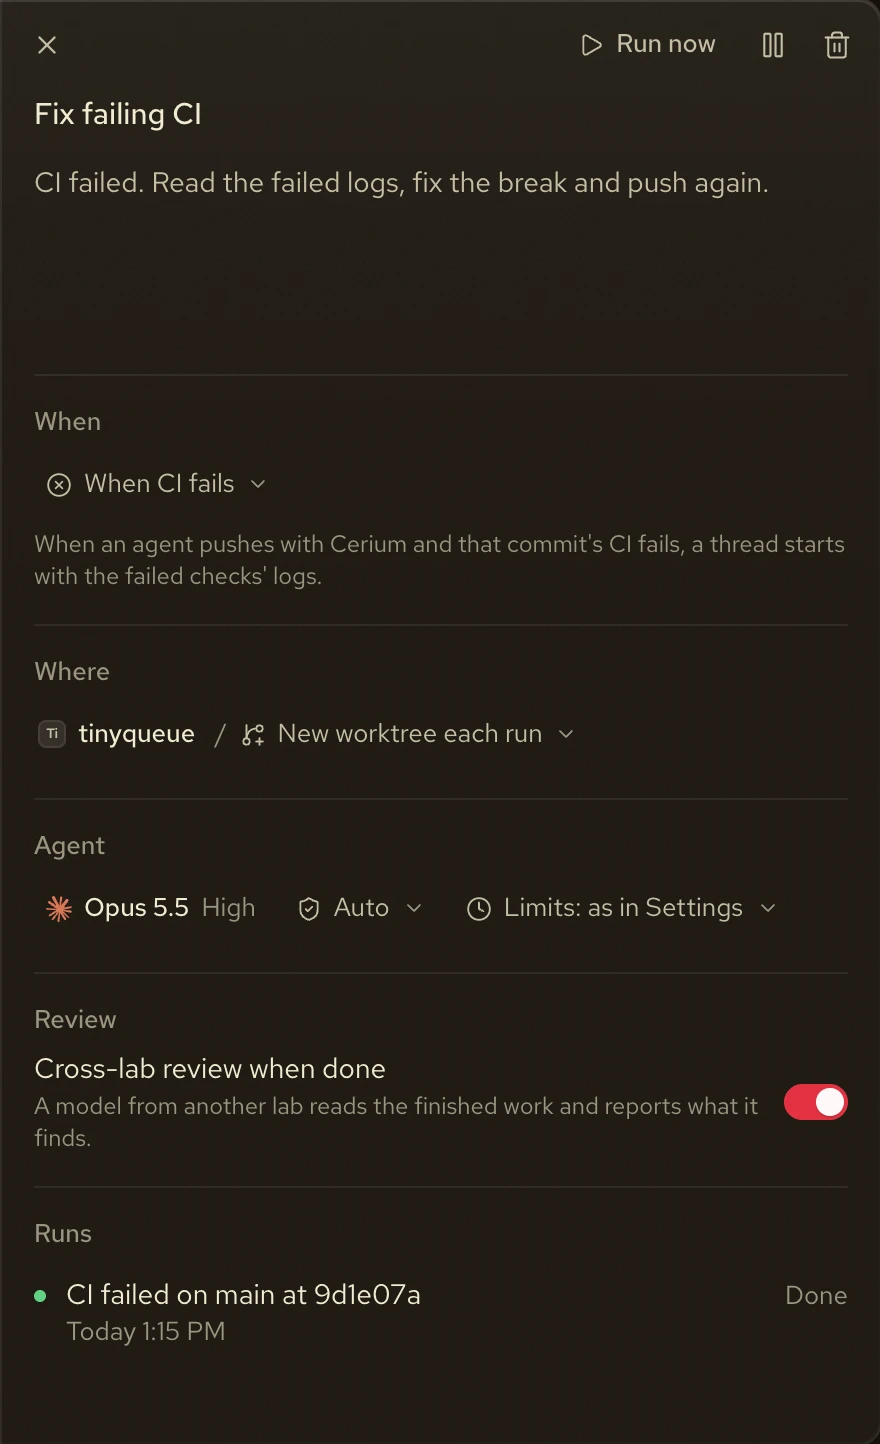 Run now
Fix failing CI
CI failed. Read the failed logs, fix the break and push again.
When
When CI fails
When an agent pushes with Cerium and that commit's CI fails, a thread starts
with the failed checks' logs.
Where
Ti tinyqueue / New worktree each run
Agent
Opus 5.5 High Auto Limits: as in Settings
Review
Cross-lab review when done
A model from another lab reads the finished work and reports what it
finds.
Runs
CI failed on main at 9d1e07a Done
Today 1:15 PM